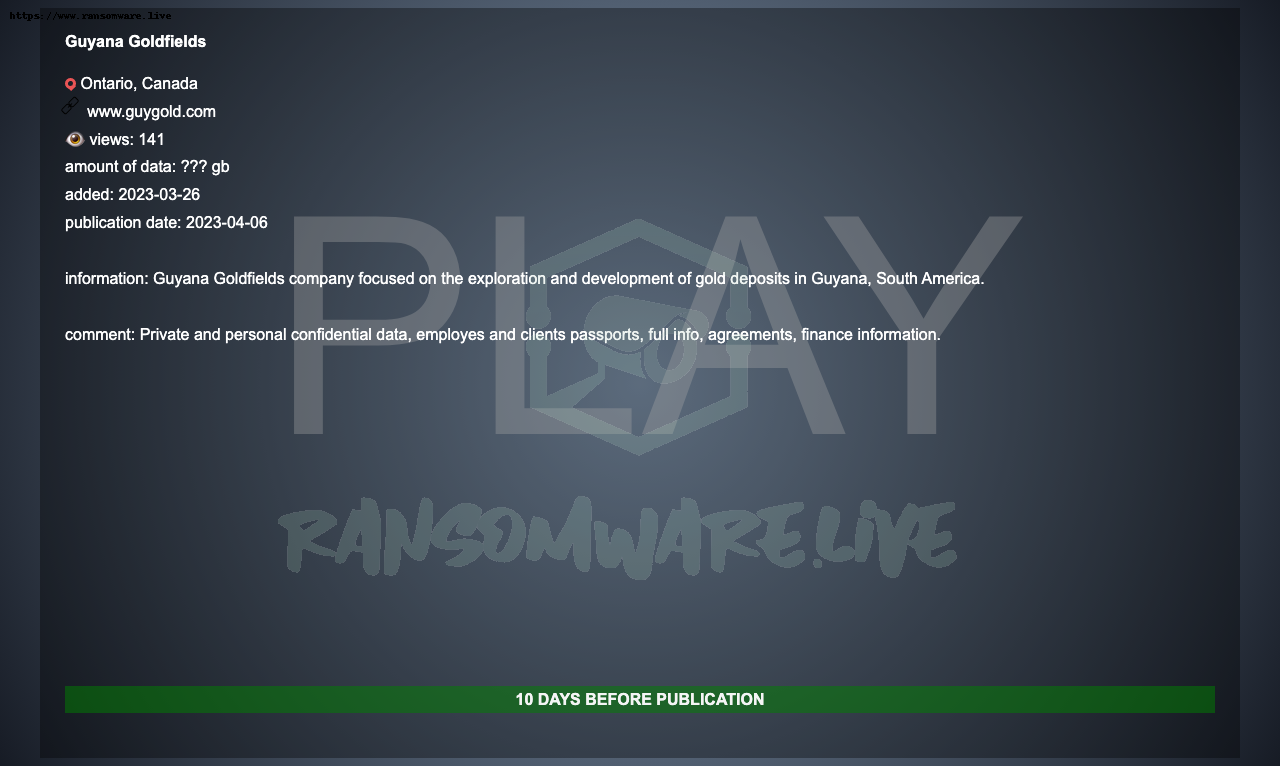 https://www.ransomware.live
Guyana Goldfields
Ontario, Canada
www.guygold.com
views: 141
amount of data: ??? gb
added: 2023-03-26
publication date: 2023-04-06
PLAY
information: Guyana Goldfields company focused on the exploration and development of gold deposits in Guyana, South America.
comment: Private and personal confidential data, employes and clients passports, full info, agreements, finance information.
RANSOMWARE.LIVE
10 DAYS BEFORE PUBLICATION